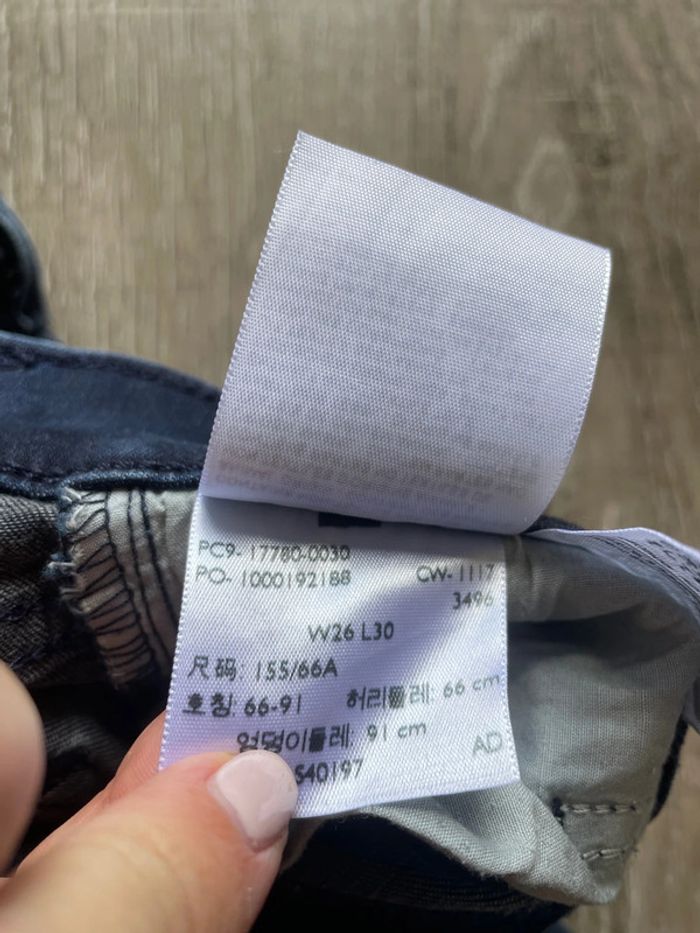 PC9- 17780-0030
PO- 1000192188 CW-1117
3496
W26 L30
尺码: 155/66A
호칭: 66-91 허리둘레: 66 cm
엉덩이둘레: 91 cm
AD
S40197